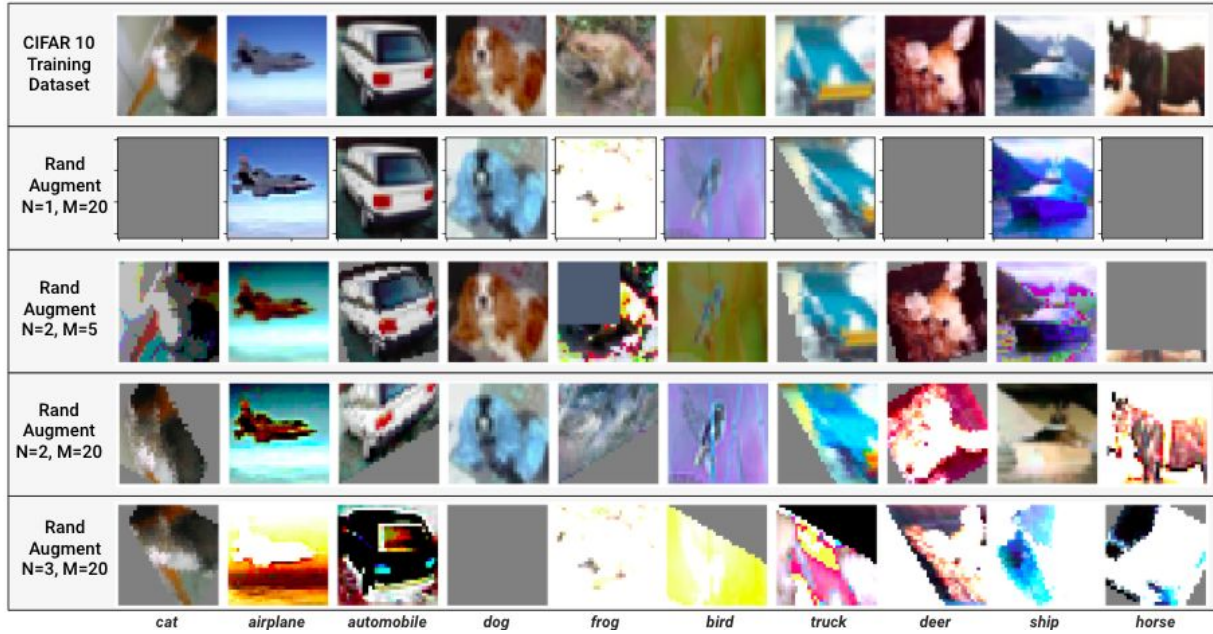 CIFAR 10
Training
Dataset
Rand
Augment
N=1, M=20
Rand
Augment
N=2, M=5
Rand
Augment
N=2, M=20
Rand
Augment
N=3, M=20
cat airplane automobile dog frog bird truck deer ship horse